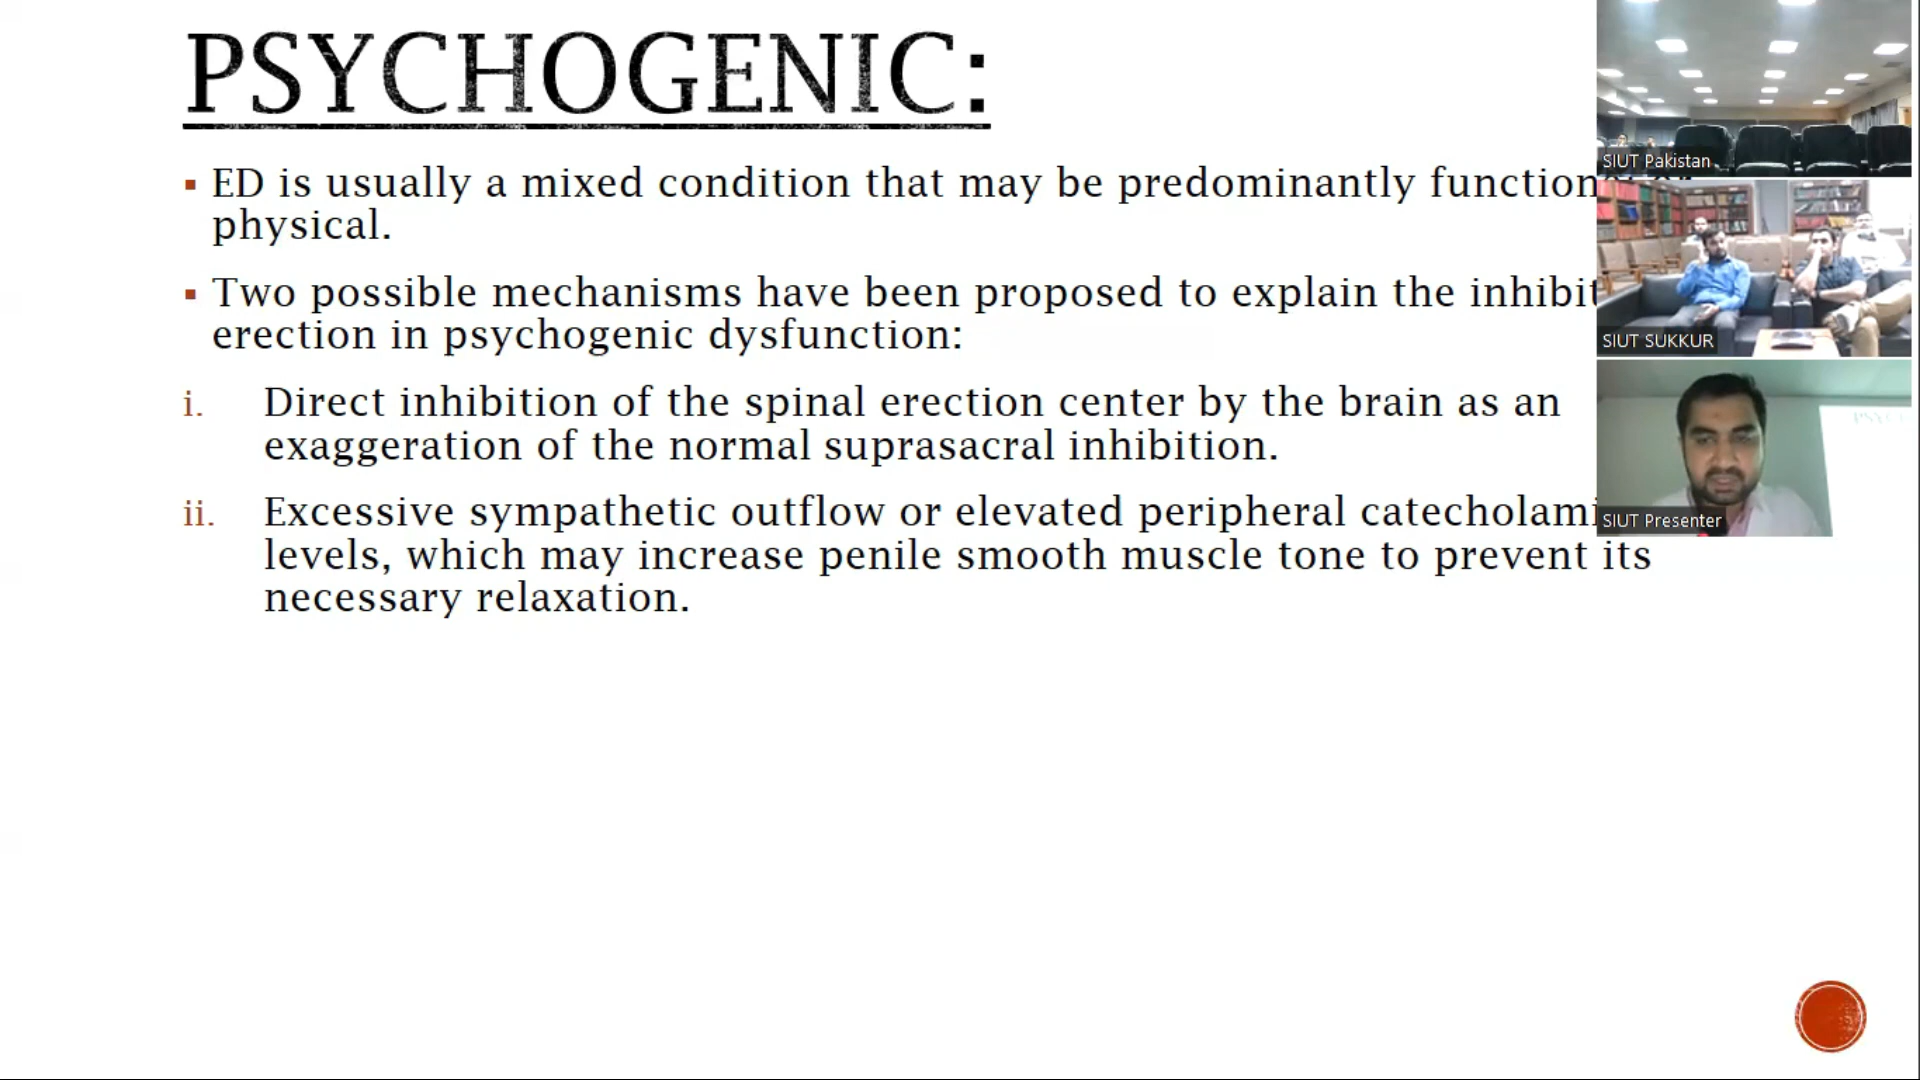 PSYCHOGENIC:
▪ ED is usually a mixed condition that may be predominantly
physical.
▪ Two possible mechanisms have been proposed to explain the
erection in psychogenic dysfunction:
i. Direct inhibition of the spinal erection center by the brain as an
exaggeration of the normal suprasacral inhibition.
ii. Excessive sympathetic outflow or elevated peripheral
levels, which may increase penile smooth muscle tone to prevent its
necessary relaxation.
SIUT Pakistan
SIUT SUKKUR
SIUT Presenter